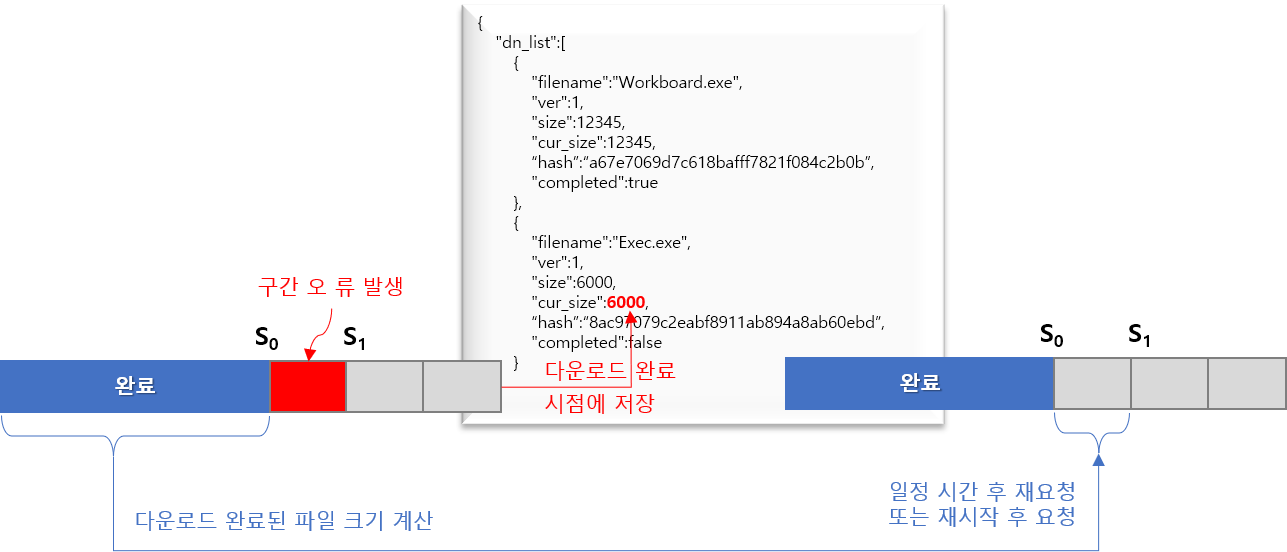 {
"dn_list":[
{
"filename":"Workboard.exe",
"ver":1,
"size":12345,
"cur_size":12345,
“hash”:“a67e7069d7c618bafff7821f084c2b0b”,
"completed":true
},
{
"filename":"Exec.exe",
"ver":1,
"size":6000,
"cur_size":6000,
“hash”:“8ac97079c2eabf8911ab894a8ab60ebd”,
"completed":false
}
구간 오 류 발생
S0
S1
완료
다운로드 완료
시점에 저장
S0
S1
완료
다운로드 완료된 파일 크기 계산
일정 시간 후 재요청
또는 재시작 후 요청